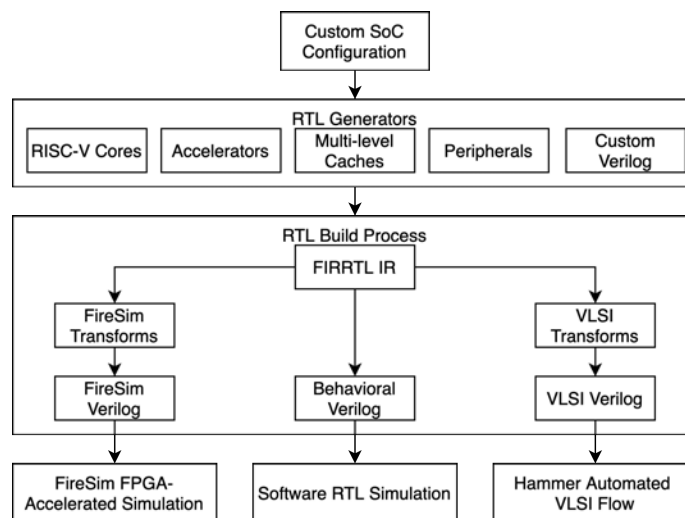 Custom SoC
Configuration
RTL Generators
RISC-V Cores
Accelerators
Multi-level
Caches
Peripherals
Custom
Verilog
RTL Build Process
FIRRTL IR
FireSim
Transforms
VLSI
Transforms
FireSim
Verilog
Behavioral
Verilog
VLSI Verilog
FireSim FPGA-
Accelerated Simulation
Software RTL Simulation
Hammer Automated
VLSI Flow